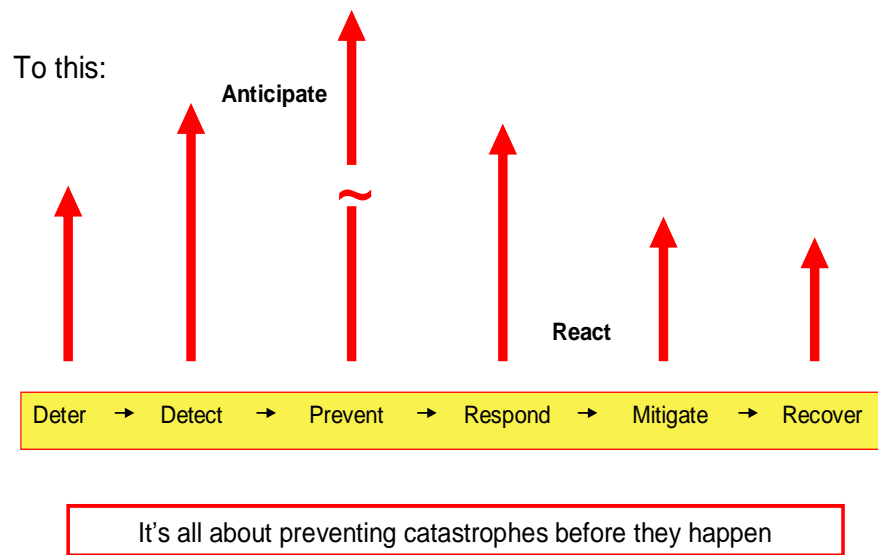 To this:
Anticipate
~
React
Deter → Detect → Prevent → Respond → Mitigate → Recover
It's all about preventing catastrophes before they happen